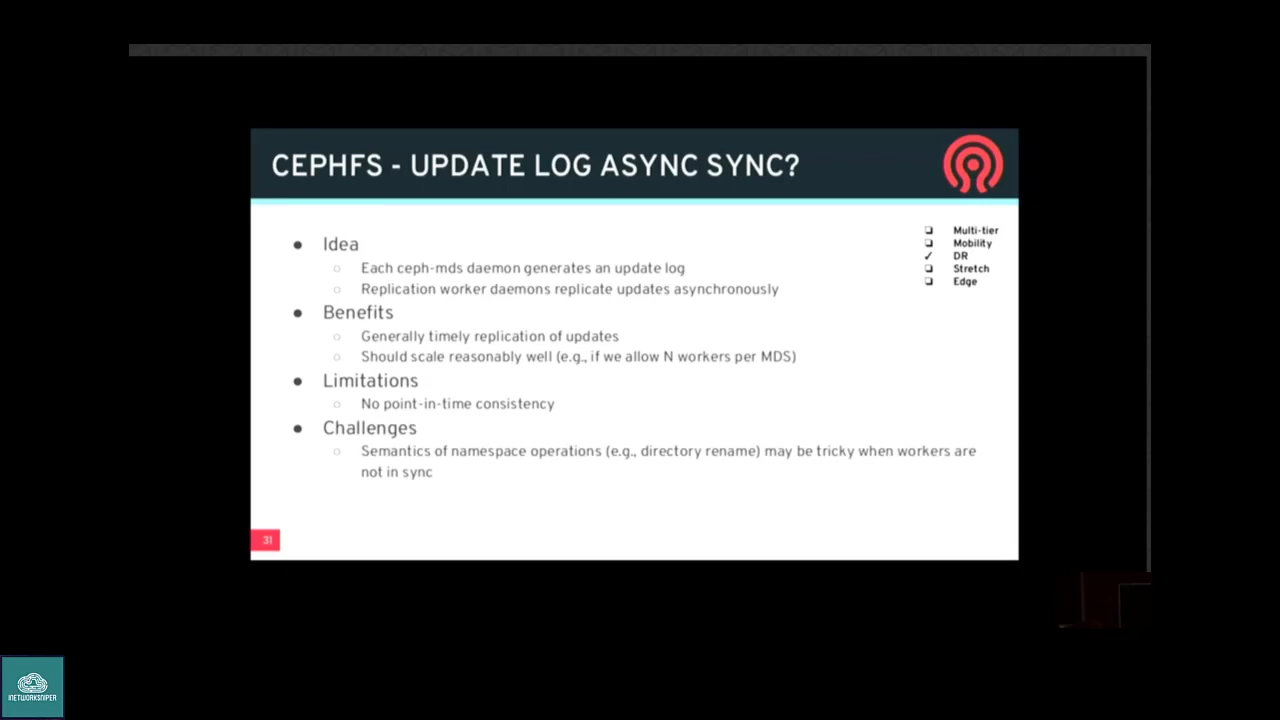 CEPHFS - UPDATE LOG ASYNC SYNC?
● Idea
○ Each ceph-mds daemon generates an update log
○ Replication worker daemons replicate updates asynchronously
● Benefits
○ Generally timely replication of updates
○ Should scale reasonably well (e.g., if we allow N workers per MDS)
● Limitations
○ No point-in-time consistency
● Challenges
○ Semantics of namespace operations (e.g., directory rename) may be tricky when workers are
not in sync
❏ Multi-tier
❏ Mobility
✓ DR
❏ Stretch
❏ Edge
31
INETWORKSNIPER